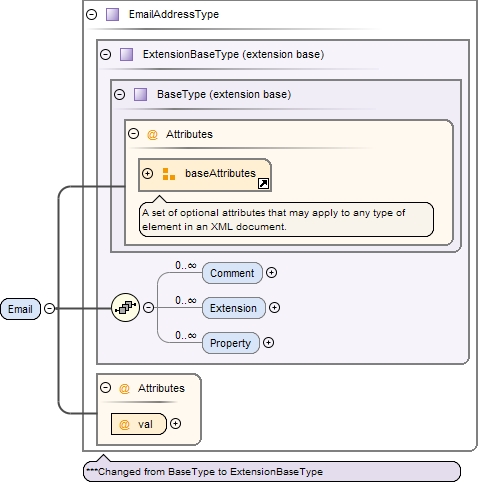 EmailAddressType
ExtensionBaseType (extension base)
BaseType (extension base)
@ Attributes
baseAttributes
A set of optional attributes that may apply to any type of
element in an XML document.
0..∞
Comment
0..∞
Extension
0..∞
Property
Email
@ Attributes
@ val
***Changed from BaseType to ExtensionBaseType